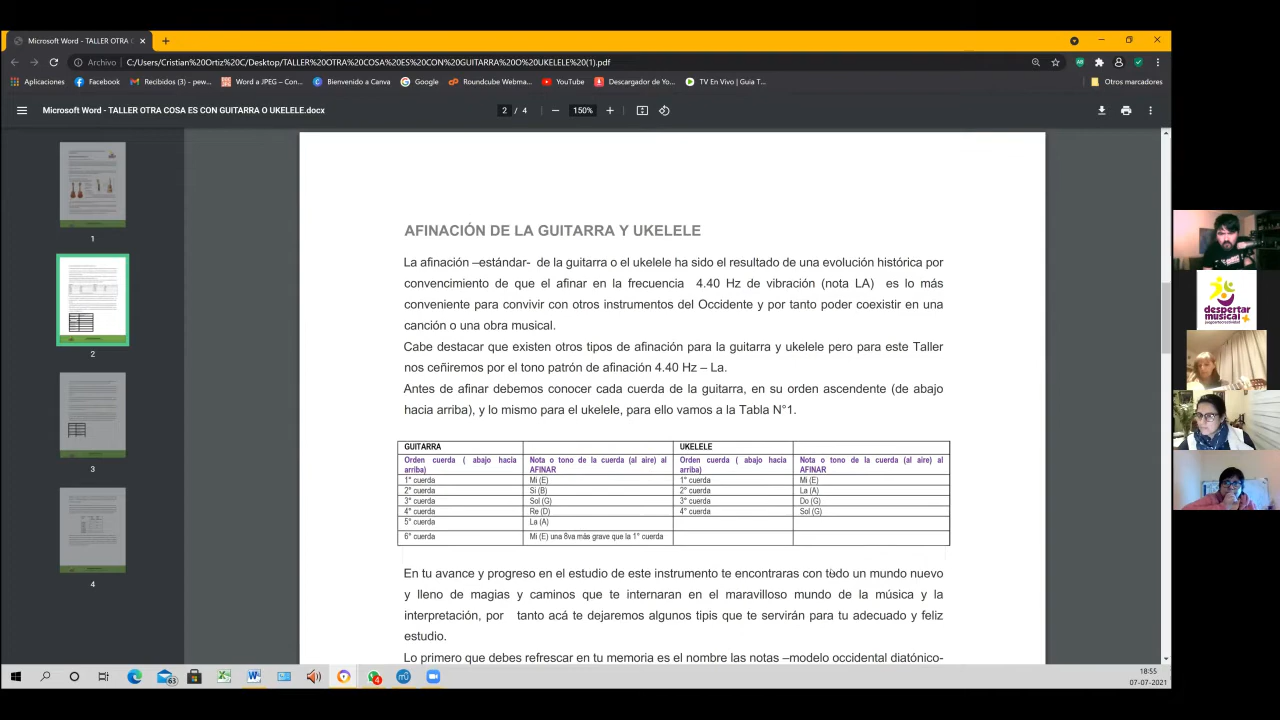 Microsoft Word - TALLER OTRA C
Archivo
C:/Users/Cristian%20Ortiz%20C/Desktop/TALLER%20OTRA%20COSA%20ES%20CON%20GUITARRA%20O%20UKELELE%20(1).pdf
Aplicaciones Facebook Recibidos (3) - pew... Word a JPEG – Con... Bienvenido a Canva Google Roundcube Webma... YouTube Descargador de Yo... TV En Vivo | Guia T... Otros marcadores
Microsoft Word - TALLER OTRA COSA ES CON GUITARRA O UKELELE.docx 2 / 4 150%
1
2
3
4
AFINACIÓN DE LA GUITARRA Y UKELELE
La afinación –estándar- de la guitarra o el ukelele ha sido el resultado de una evolución histórica por
convencimiento de que el afinar en la frecuencia 4.40 Hz de vibración (nota LA) es lo más
conveniente para convivir con otros instrumentos del Occidente y por tanto poder coexistir en una
canción o una obra musical.
Cabe destacar que existen otros tipos de afinación para la guitarra y ukelele pero para este Taller
nos ceñiremos por el tono patrón de afinación 4.40 Hz – La.
Antes de afinar debemos conocer cada cuerda de la guitarra, en su orden ascendente (de abajo
hacia arriba), y lo mismo para el ukelele, para ello vamos a la Tabla N°1.
GUITARRA UKELELE
Orden cuerda ( abajo hacia arriba) Nota o tono de la cuerda (al aire) al AFINAR Orden cuerda ( abajo hacia arriba) Nota o tono de la cuerda (al aire) al AFINAR
1° cuerda Mi (E) 1° cuerda Mi (E)
2° cuerda Si (B) 2° cuerda La (A)
3° cuerda Sol (G) 3° cuerda Do (G)
4° cuerda Re (D) 4° cuerda Sol (G)
5° cuerda La (A)
6° cuerda Mi (E) una 8va más grave que la 1° cuerda
En tu avance y progreso en el estudio de este instrumento te encontraras con todo un mundo nuevo
y lleno de magias y caminos que te internaran en el maravilloso mundo de la música y la
interpretación, por tanto acá te dejaremos algunos tipis que te servirán para tu adecuado y feliz
estudio.
Lo primero que debes refrescar en tu memoria es el nombre las notas –modelo occidental diatónico-
despertar
musical
18:55
07-07-2021